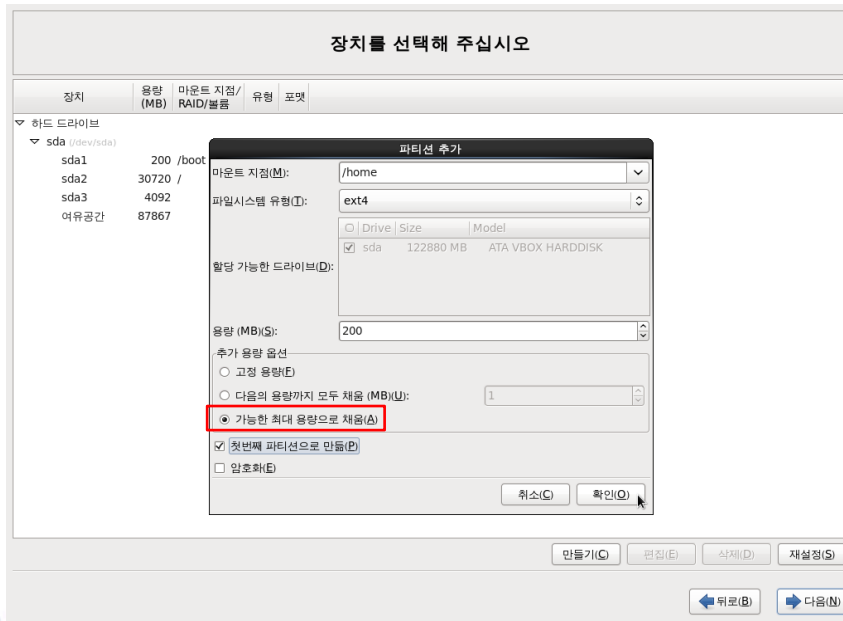 장치를 선택해 주십시오
장치 용량 (MB) 마운트 지점/ RAID/볼륨 유형 포맷
하드 드라이브
sda (/dev/sda)
sda1 200 /boot
sda2 30720 /
sda3 4092
여유공간 87867
파티션 추가
마운트 지점(M): /home
파일시스템 유형(T): ext4
Drive Size Model
sda 122880 MB ATA VBOX HARDDISK
할당 가능한 드라이브(D):
용량 (MB)(S): 200
추가 용량 옵션
고정 용량(F)
다음의 용량까지 모두 채움 (MB)(U): 1
가능한 최대 용량으로 채움(A)
첫번째 파티션으로 만듦(P)
암호화(E)
취소(C) 확인(O)
만들기(C) 편집(E) 삭제(D) 재설정(S)
뒤로(B) 다음(N)